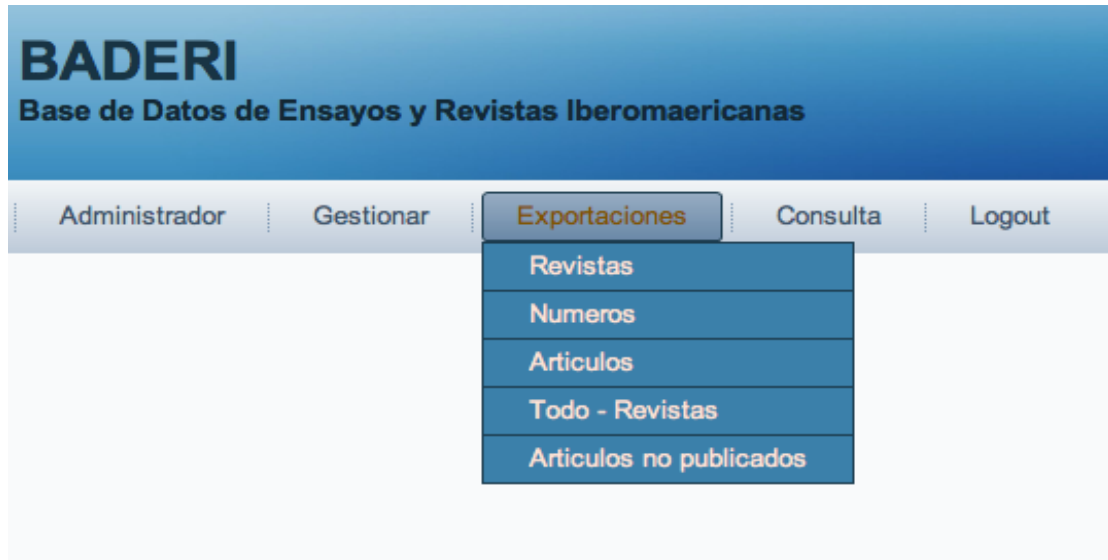 BADERI
Base de Datos de Ensayos y Revistas Iberomaericanas
Administrador Gestionar Exportaciones Consulta Logout
Revistas
Numeros
Articulos
Todo - Revistas
Articulos no publicados